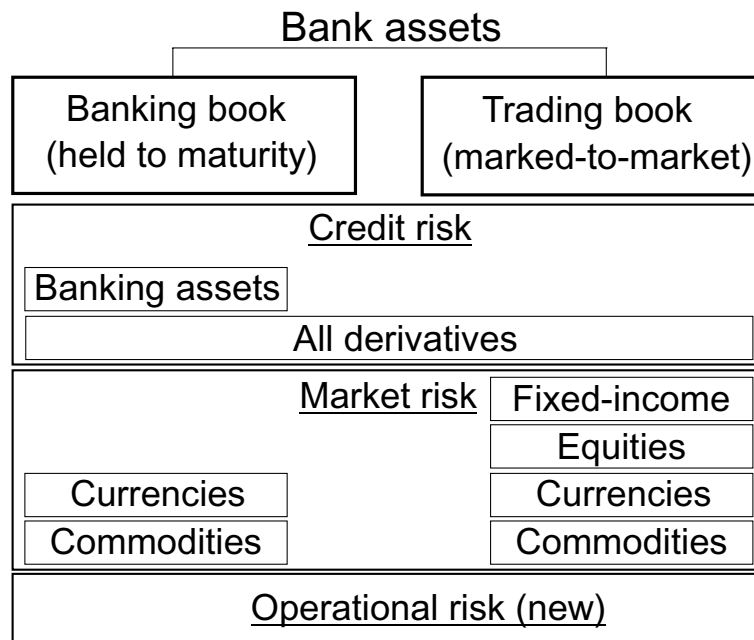 Bank assets
Banking book
(held to maturity)
Trading book
(marked-to-market)
Credit risk
Banking assets
All derivatives
Market risk
Fixed-income
Equities
Currencies
Currencies
Commodities
Commodities
Operational risk (new)